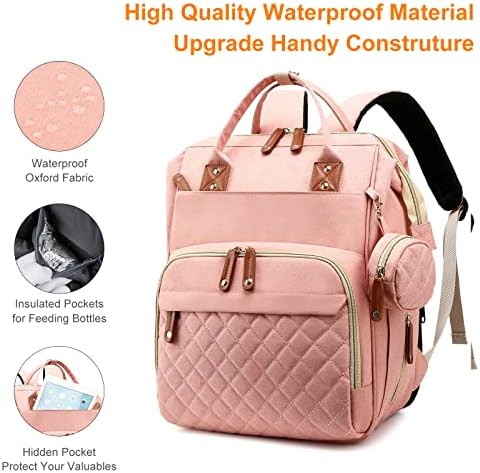 High Quality Waterproof Material
Upgrade Handy Construture
Waterproof
Oxford Fabric
Insulated Pockets
for Feeding Bottles
Hidden Pocket
Protect Your Valuables